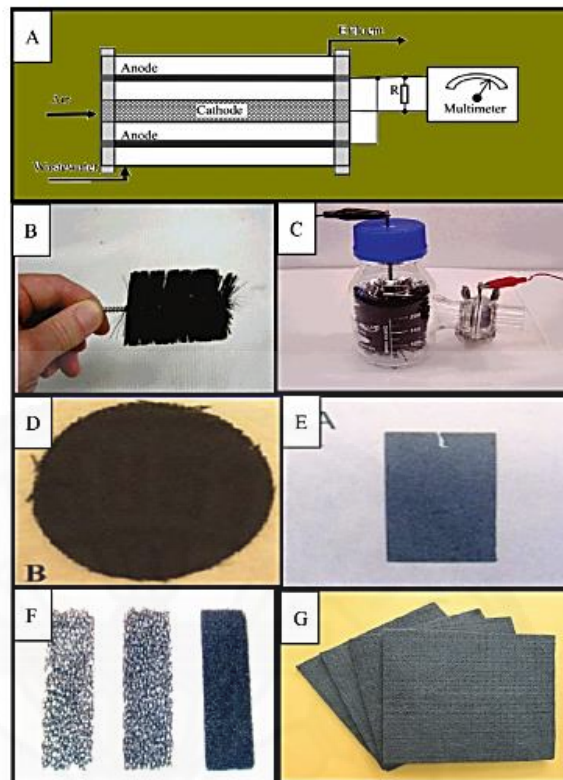 A
Effluent
Anode
Air
Cathode
R
Multimeter
Anode
Wastewater
B
C
D
B
E
A
F
G